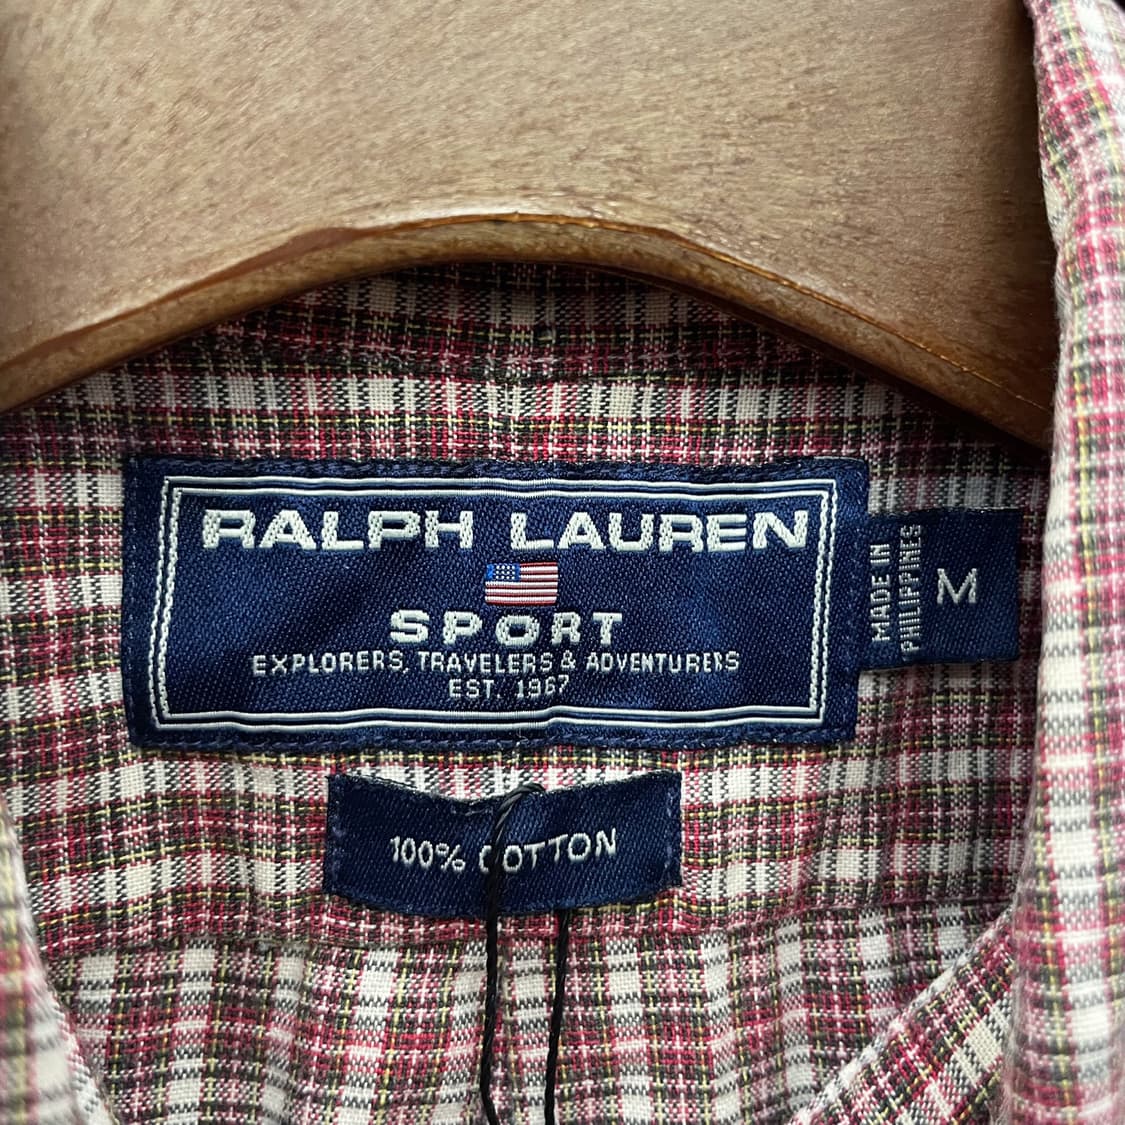 RALPH LAUREN
SPORT
EXPLORERS, TRAVELERS & ADVENTURERS
EST. 1967
MADE IN
PHILIPPINES
M
100% COTTON